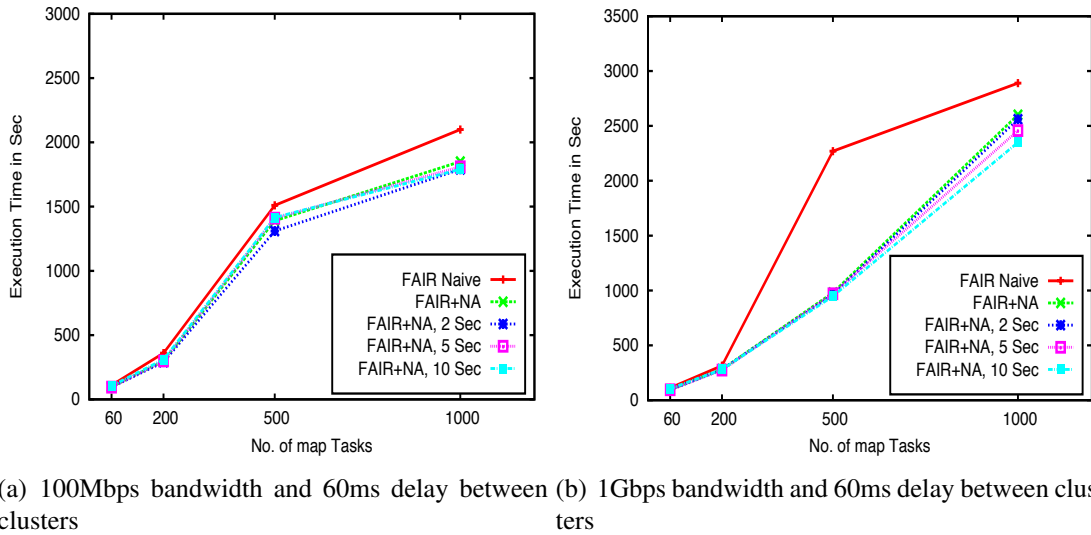 3000
2500
2000
1500
1000
500
0
Execution Time in Sec
FAIR Naive
FAIR+NA
FAIR+NA, 2 Sec
FAIR+NA, 5 Sec
FAIR+NA, 10 Sec
60 200 500 1000
No. of map Tasks
3500
3000
2500
2000
1500
1000
500
0
Execution Time in Sec
FAIR Naive
FAIR+NA
FAIR+NA, 2 Sec
FAIR+NA, 5 Sec
FAIR+NA, 10 Sec
60 200 500 1000
No. of map Tasks
(a) 100Mbps bandwidth and 60ms delay between
clusters
(b) 1Gbps bandwidth and 60ms delay between clus
ters